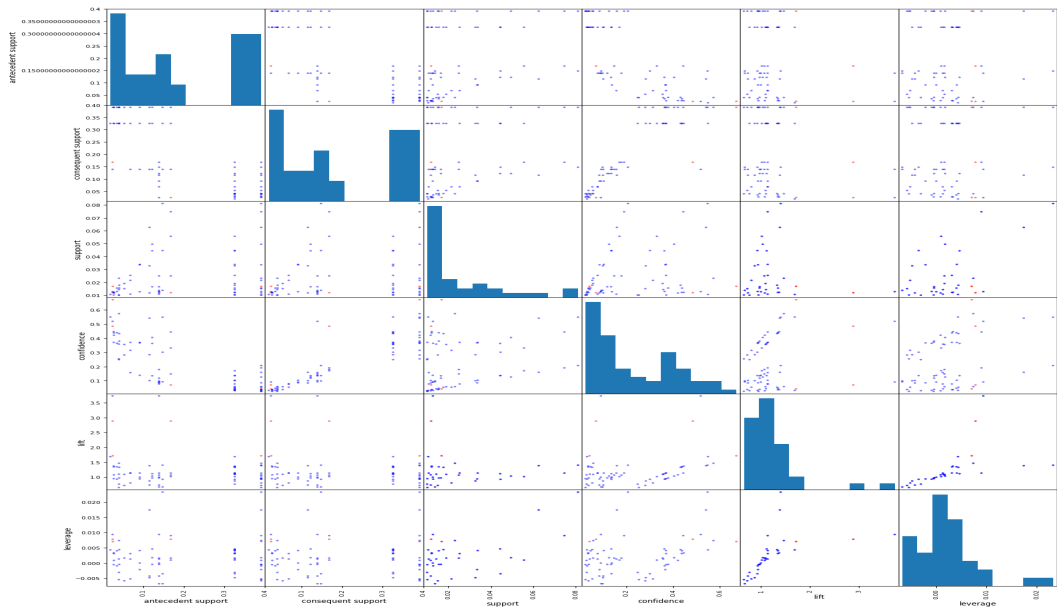 0.4
0.35000000000000003
0.30000000000000004
0.25
0.2
0.15000000000000002
0.1
0.05
antecedent support
0.40
0.35
0.30
0.25
0.20
0.15
0.10
0.05
consequent support
0.08
0.07
0.06
0.05
0.04
0.03
0.02
0.01
support
0.6
0.5
0.4
0.3
0.2
0.1
confidence
3.5
3.0
2.5
2.0
1.5
1.0
lift
0.020
0.015
0.010
0.005
0.000
−0.005
leverage
0.1 0.2 0.3 0.4
antecedent support
0.1 0.2 0.3 0.4
consequent support
0.02 0.04 0.06 0.08
support
0.2 0.4 0.6
confidence
1 2 3
lift
0.00 0.01 0.02
leverage